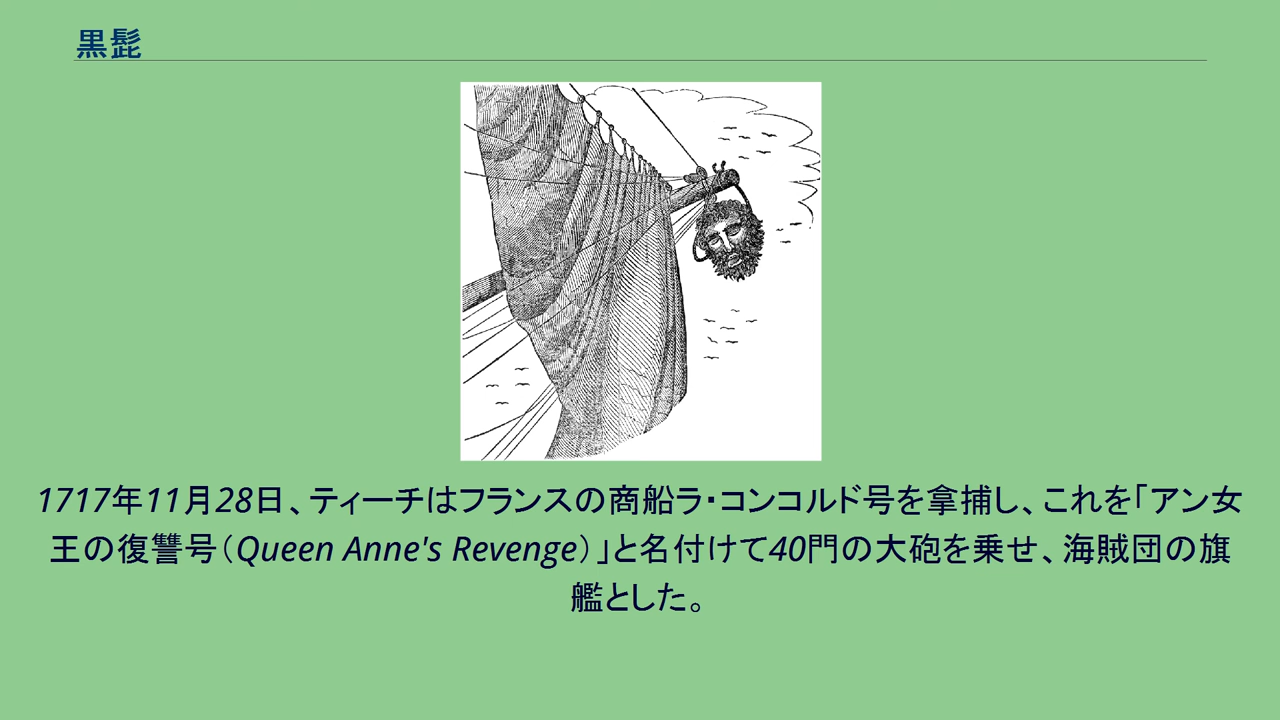 黒髭
1717年11月28日、ティーチはフランスの商船ラ・コンコルド号を拿捕し、これを「アン女
王の復讐号（Queen Anne's Revenge）」と名付けて40門の大砲を乗せ、海賊団の旗
艦とした。